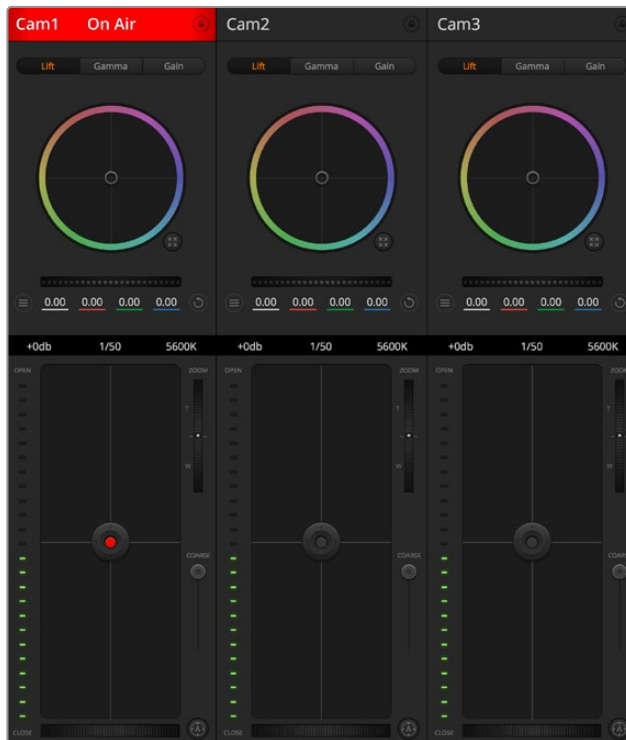 Cam1 On Air Cam2 Cam3
Lift Gamma Gain Lift Gamma Gain Lift Gamma Gain
0.00 0.00 0.00 0.00 0.00 0.00 0.00 0.00 0.00 0.00 0.00 0.00
+0db 1/50 5600K +0db 1/50 5600K +0db 1/50 5600K
OPEN ZOOM OPEN ZOOM OPEN ZOOM
T T T
W W W
COARSE COARSE COARSE
CLOSE A CLOSE A CLOSE A